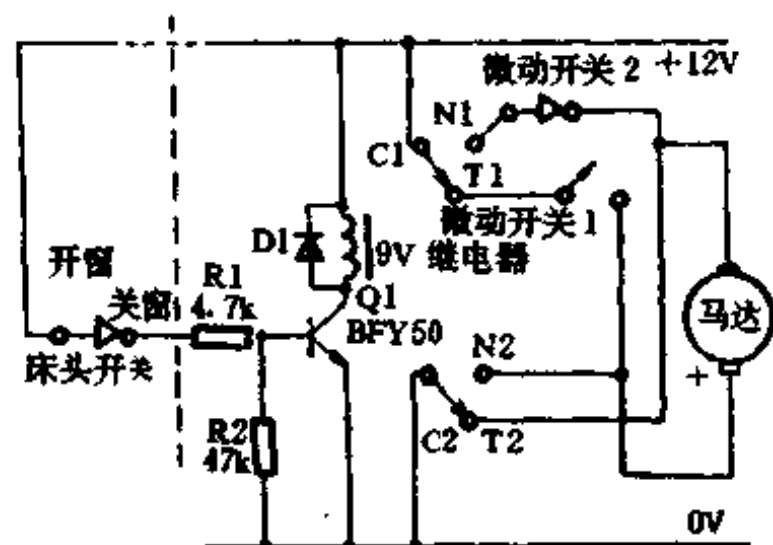 微动开关2
+12V
N1
C1
T1
微动开关1
D1
9V 继电器
开窗
关窗
R1
4.7k
Q1
BFY50
马达
+
床头开关
N2
R2
47k
C2
T2
0V